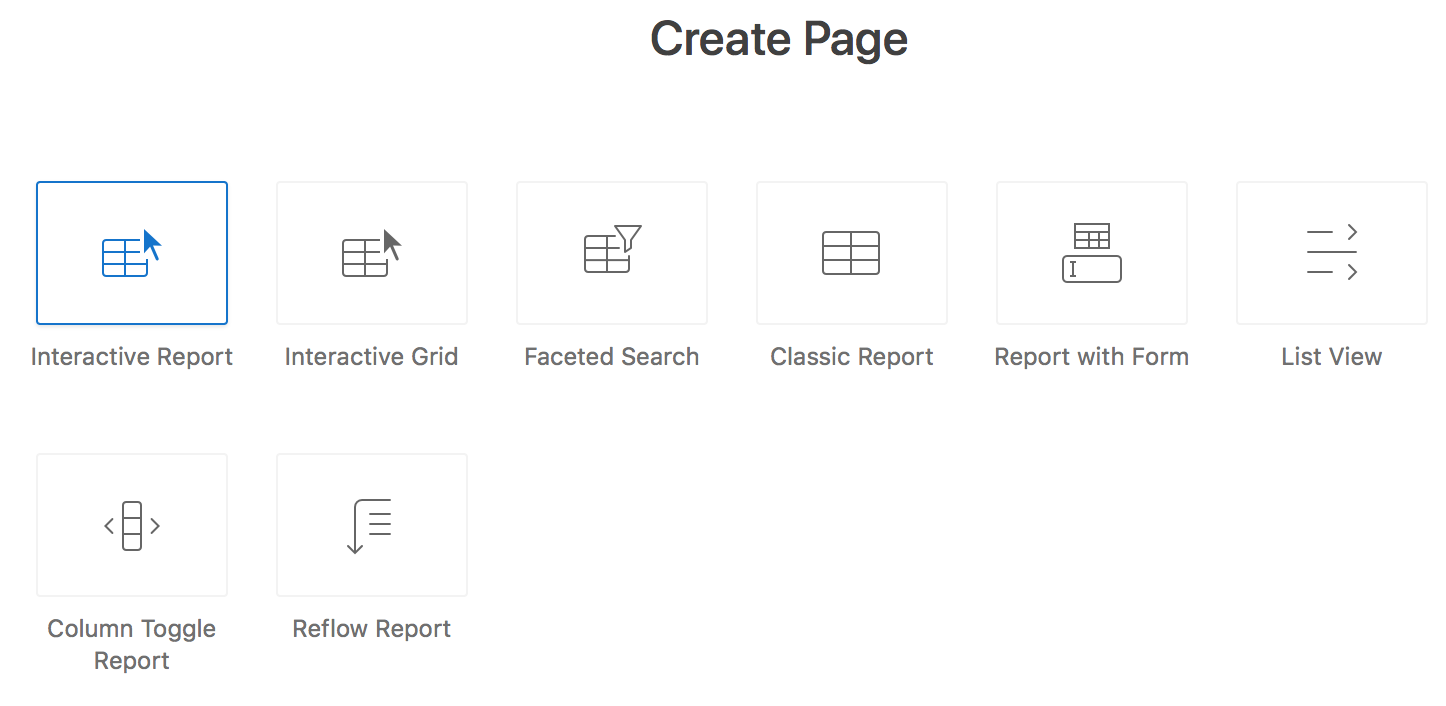 Create Page
Interactive Report
Interactive Grid
Faceted Search
Classic Report
Report with Form
List View
Column Toggle
Report
Reflow Report